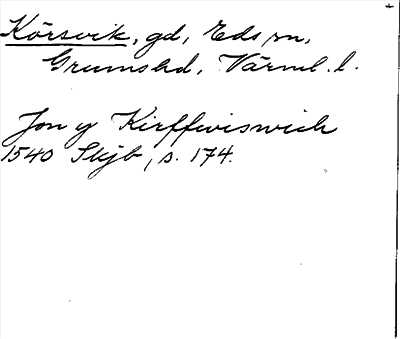 Körsvik, gd, Eds sn,
Grums hd, Värml. l.
Jon y Kirffwiswich
1540 Skjb, s. 174.